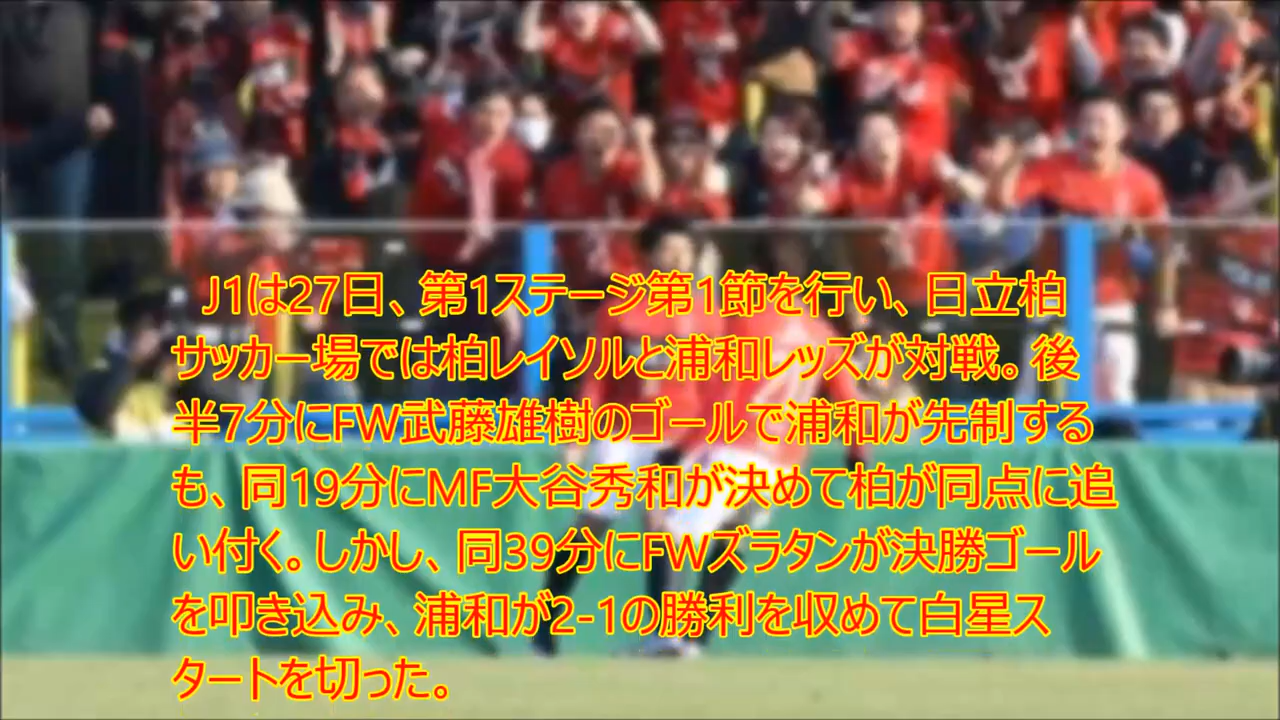 J1は27日、第1ステージ第1節を行い、日立柏
サッカー場では柏レイソルと浦和レッズが対戦。後
半7分にFW武藤雄樹のゴールで浦和が先制する
も、同19分にMF大谷秀和が決めて柏が同点に追
い付く。しかし、同39分にFWズラタンが決勝ゴール
を叩き込み、浦和が2-1の勝利を収めて白星ス
タートを切った。